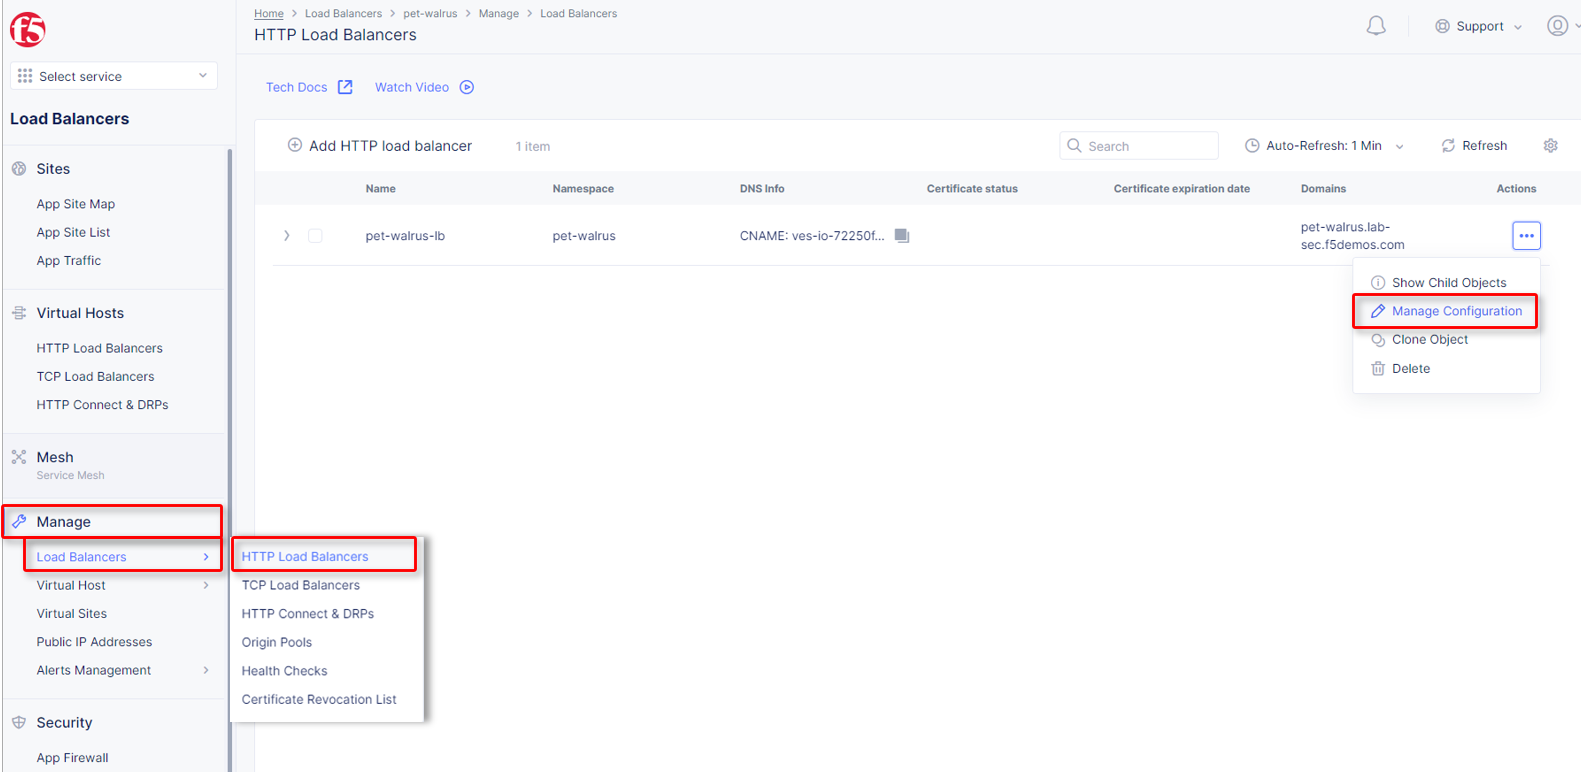 f5
Select service
Load Balancers
Sites
App Site Map
App Site List
App Traffic
Virtual Hosts
HTTP Load Balancers
TCP Load Balancers
HTTP Connect & DRPs
Mesh
Service Mesh
Manage
Load Balancers
Virtual Host
Virtual Sites
Public IP Addresses
Alerts Management
Security
App Firewall
HTTP Load Balancers
TCP Load Balancers
HTTP Connect & DRPs
Origin Pools
Health Checks
Certificate Revocation List
Home > Load Balancers > pet-walrus > Manage > Load Balancers
HTTP Load Balancers
Support
Tech Docs Watch Video
Add HTTP load balancer 1 item Search Auto-Refresh: 1 Min Refresh
Name Namespace DNS Info Certificate status Certificate expiration date Domains Actions
pet-walrus-lb pet-walrus CNAME: ves-io-72250f... pet-walrus.lab-
sec.f5demos.com
Show Child Objects
Manage Configuration
Clone Object
Delete